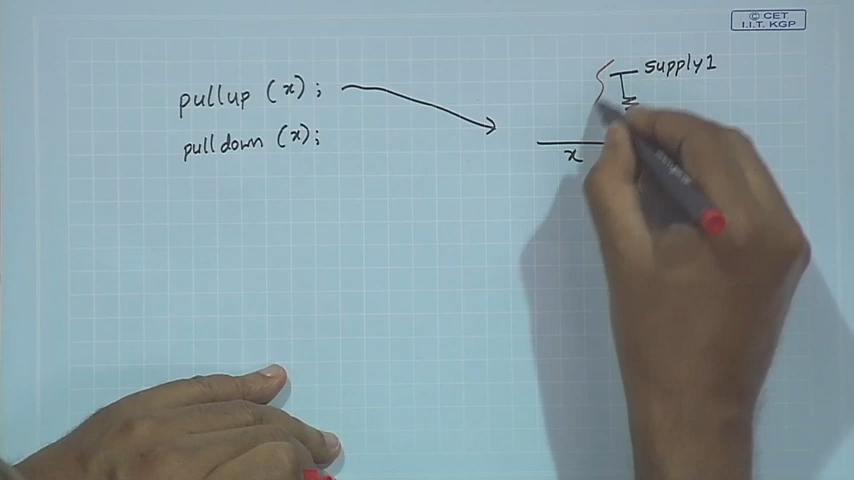 © CET
I.I.T. KGP
supply1
pullup (x);
pulldown (x);
x